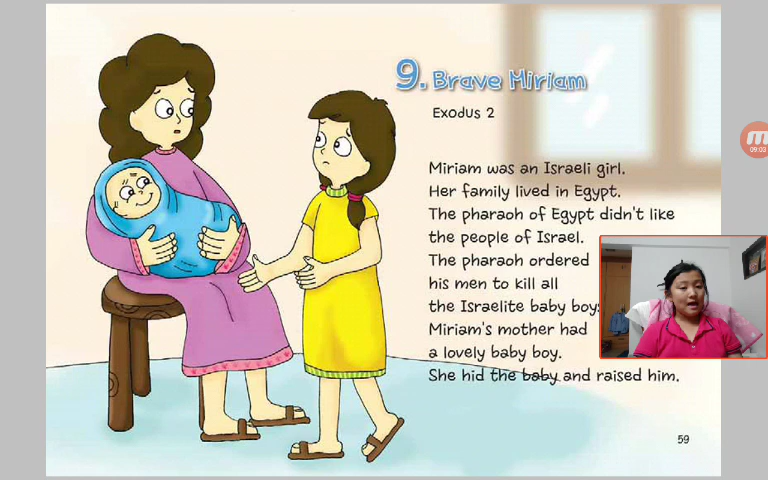 9. Brave Miriam
Exodus 2
Miriam was an Israeli girl.
Her family lived in Egypt.
The pharaoh of Egypt didn't like
the people of Israel.
The pharaoh ordered
his men to kill all
the Israelite baby boys
Miriam's mother had
a lovely baby boy.
She hid the baby and raised him.
59
09:03